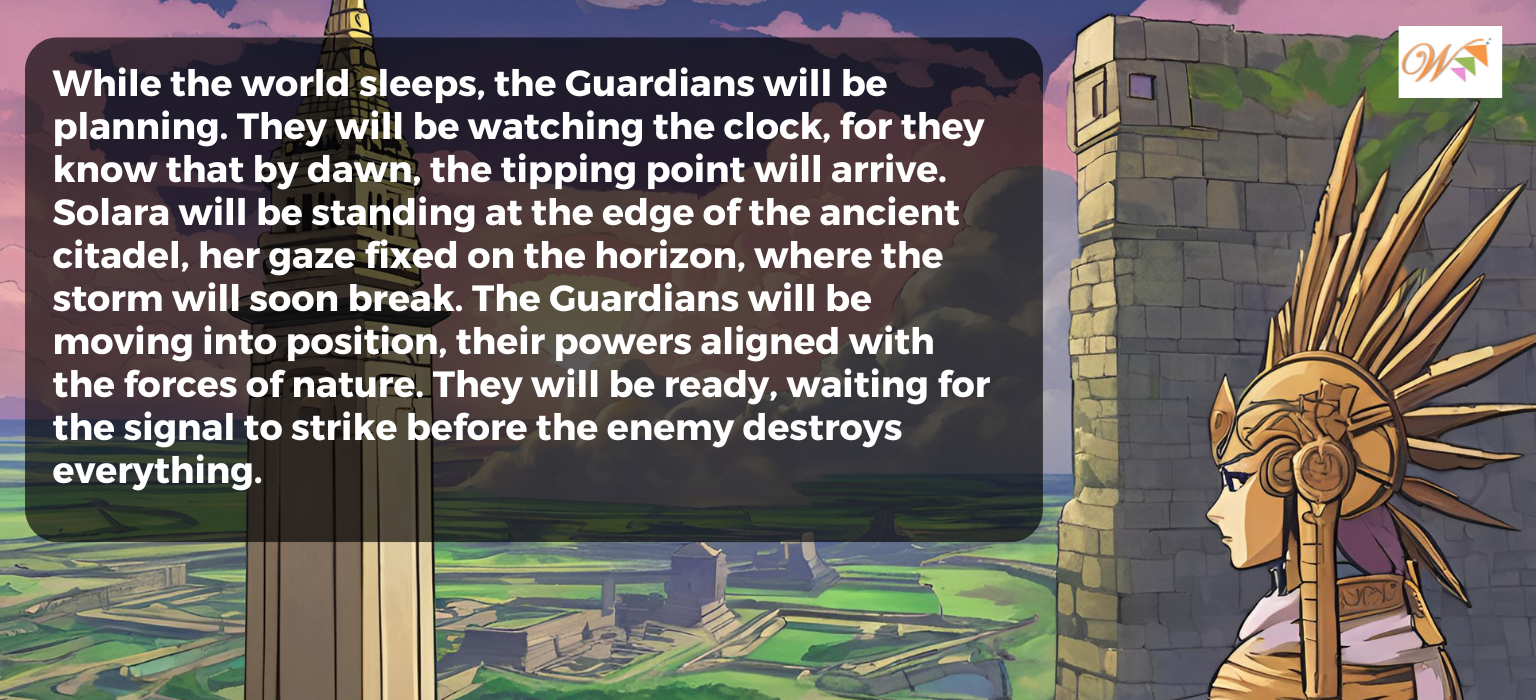 While the world sleeps, the Guardians will be
planning. They will be watching the clock, for they
know that by dawn, the tipping point will arrive.
Solara will be standing at the edge of the ancient
citadel, her gaze fixed on the horizon, where the
storm will soon break. The Guardians will be
moving into position, their powers aligned with
the forces of nature. They will be ready, waiting for
the signal to strike before the enemy destroys
everything.
W